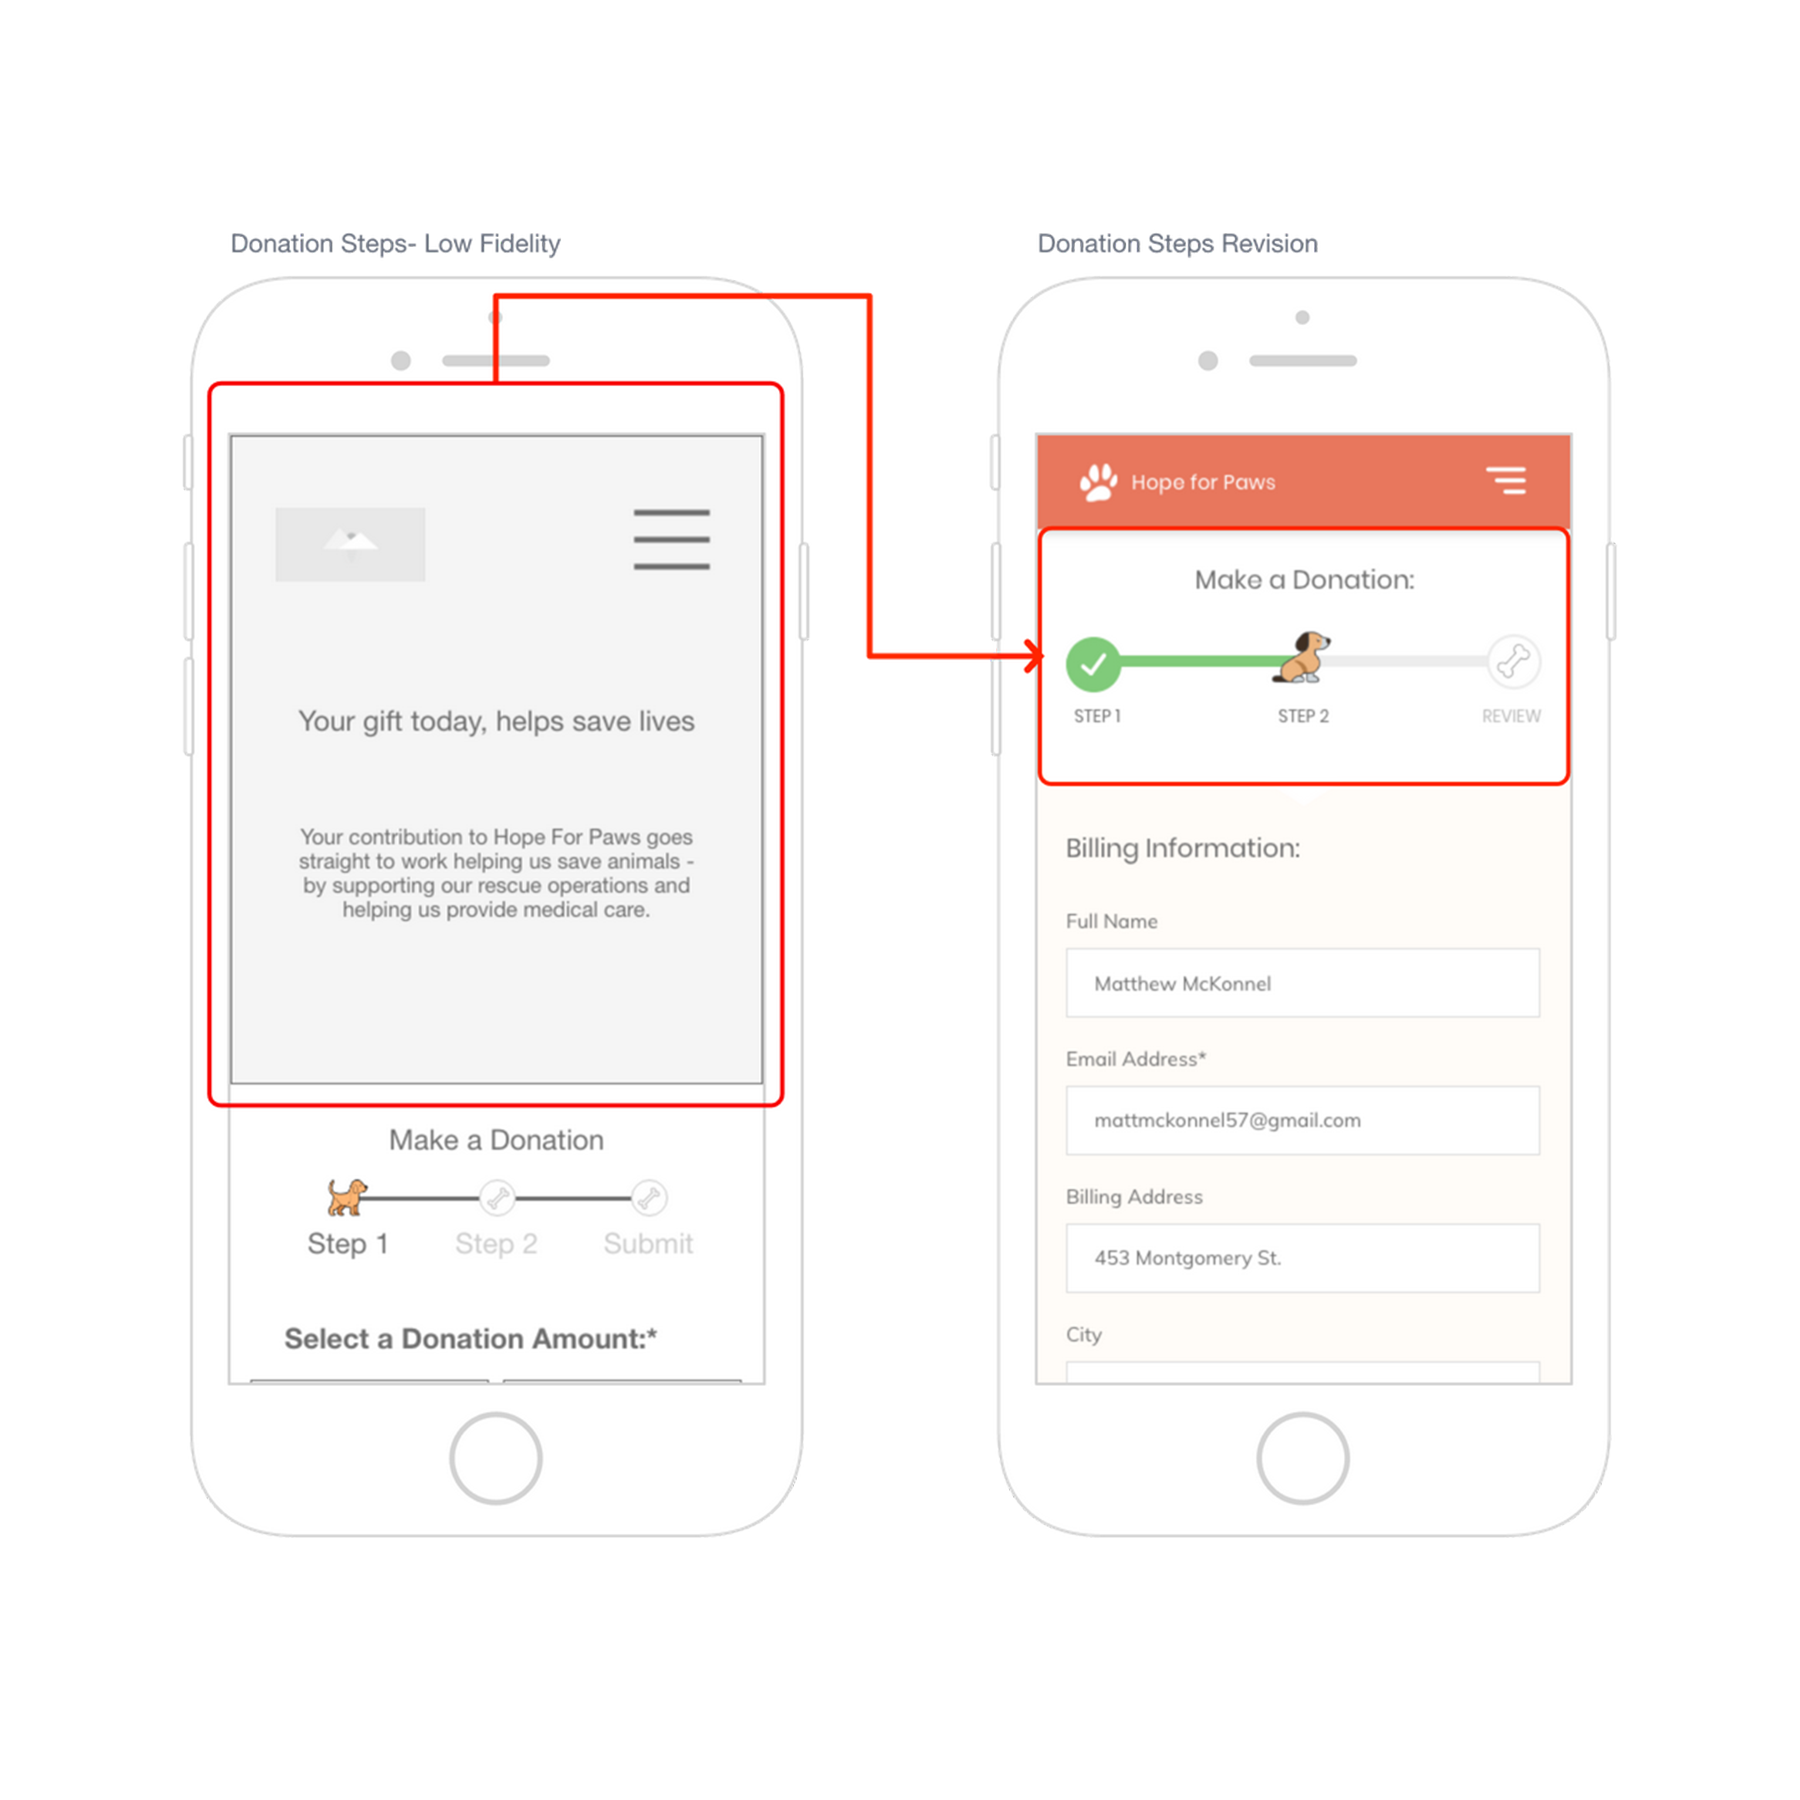 Donation Steps- Low Fidelity
Your gift today, helps save lives
Your contribution to Hope For Paws goes
straight to work helping us save animals -
by supporting our rescue operations and
helping us provide medical care.
Make a Donation
Step 1
Step 2
Submit
Select a Donation Amount:*
Donation Steps Revision
Hope for Paws
Make a Donation:
STEP 1
STEP 2
REVIEW
Billing Information:
Full Name
Matthew McKonnel
Email Address*
mattmckonnel57@gmail.com
Billing Address
453 Montgomery St.
City